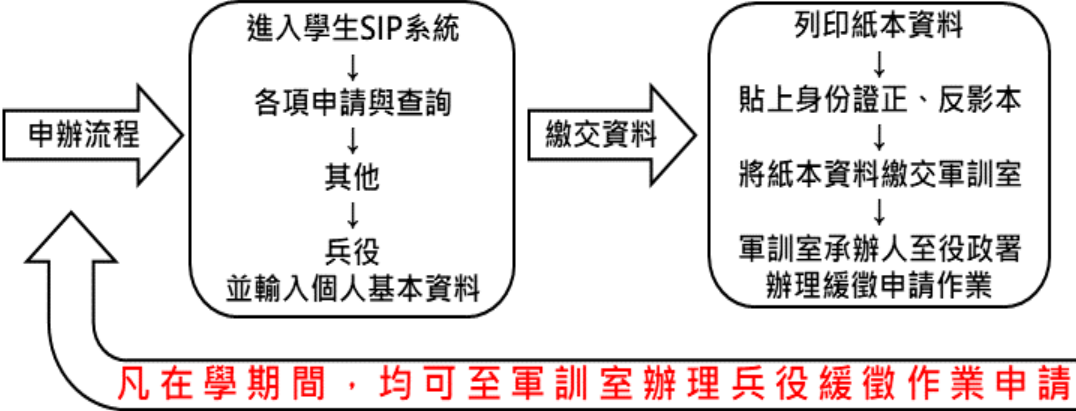 申辦流程
進入學生SIP系統
↓
各項申請與查詢
↓
其他
↓
兵役
並輸入個人基本資料
繳交資料
列印紙本資料
↓
貼上身份證正、反影本
↓
將紙本資料繳交軍訓室
↓
軍訓室承辦人至役政署
辦理緩徵申請作業
凡在學期間，均可至軍訓室辦理兵役緩徵作業申請